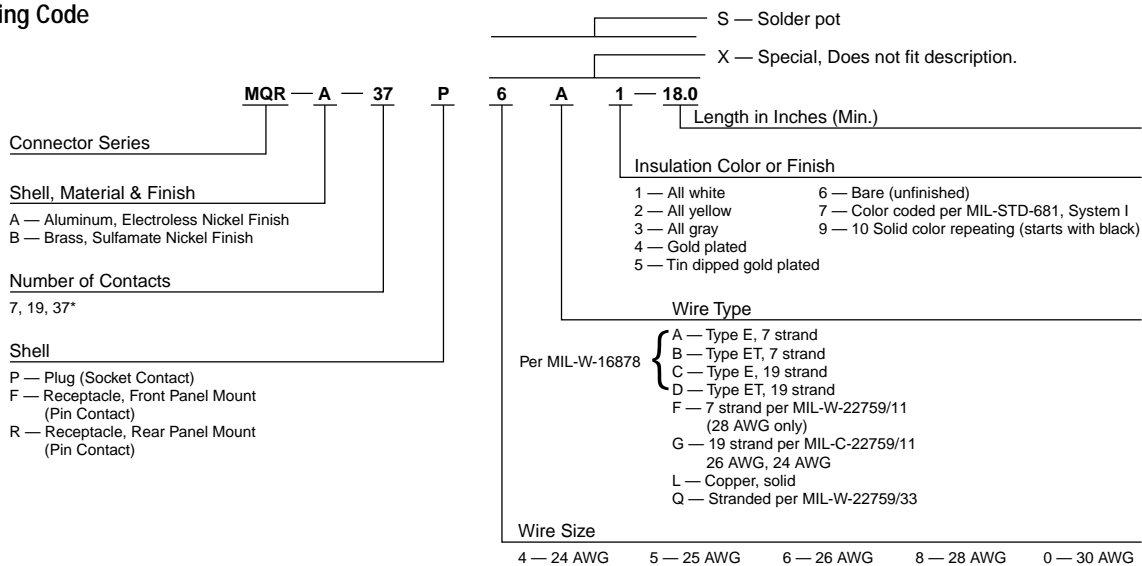 ing Code
S — Solder pot
X — Special, Does not fit description.
MQR — A — 37 P 6 A 1 — 18.0
Length in Inches (Min.)
Connector Series
Insulation Color or Finish
1 — All white
2 — All yellow
3 — All gray
4 — Gold plated
5 — Tin dipped gold plated
6 — Bare (unfinished)
7 — Color coded per MIL-STD-681, System I
9 — 10 Solid color repeating (starts with black)
Shell, Material & Finish
A — Aluminum, Electroless Nickel Finish
B — Brass, Sulfamate Nickel Finish
Number of Contacts
7, 19, 37*
Shell
P — Plug (Socket Contact)
F — Receptacle, Front Panel Mount
(Pin Contact)
R — Receptacle, Rear Panel Mount
(Pin Contact)
Wire Type
Per MIL-W-16878
A — Type E, 7 strand
B — Type ET, 7 strand
C — Type E, 19 strand
D — Type ET, 19 strand
F — 7 strand per MIL-W-22759/11
(28 AWG only)
G — 19 strand per MIL-C-22759/11
26 AWG, 24 AWG
L — Copper, solid
Q — Stranded per MIL-W-22759/33
Wire Size
4 — 24 AWG 5 — 25 AWG 6 — 26 AWG 8 — 28 AWG 0 — 30 AWG